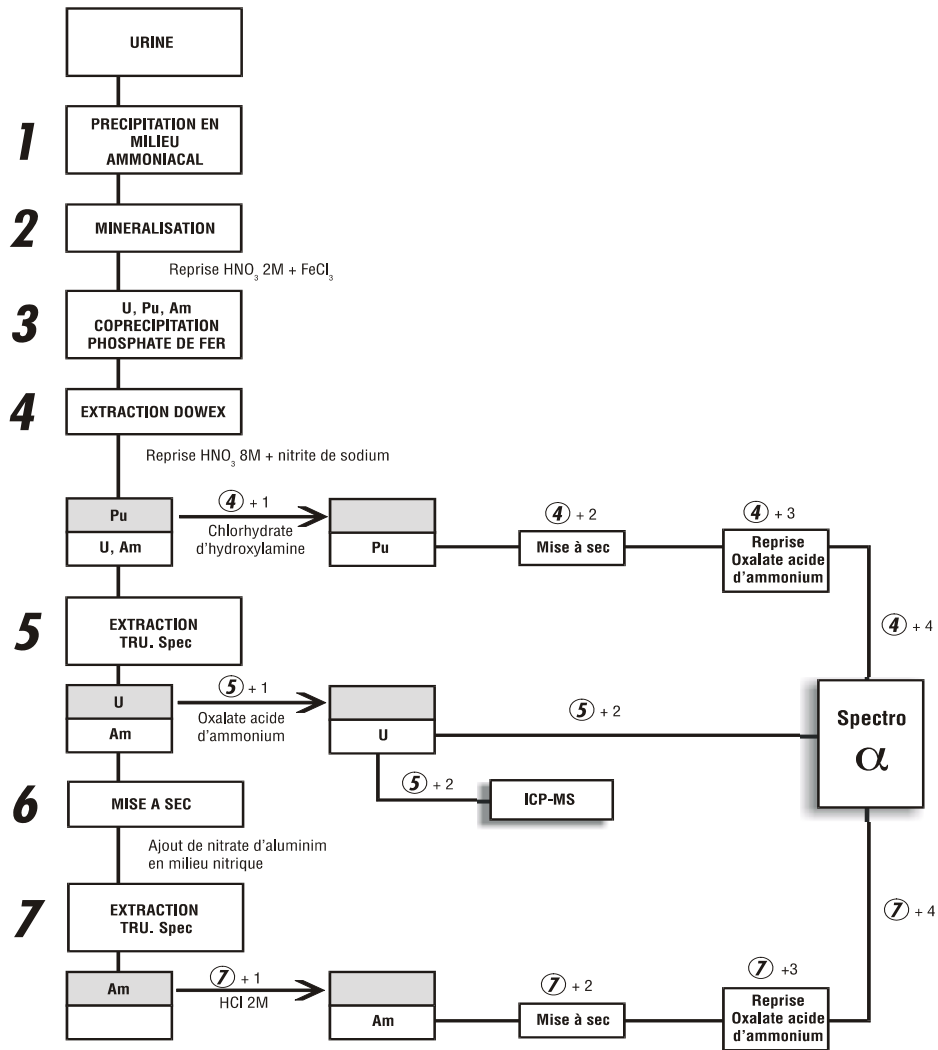 URINE
1
PRECIPITATION EN
MILIEU
AMMONIACAL
2
MINERALISATION
Reprise HNO₃ 2M + FeCl₃
3
U, Pu, Am
COPRECIPITATION
PHOSPHATE DE FER
4
EXTRACTION DOWEX
Reprise HNO₃ 8M + nitrite de sodium
Pu
U, Am
4 + 1
Chlorhydrate
d'hydroxylamine
Pu
4 + 2
Mise à sec
4 + 3
Reprise
Oxalate acide
d'ammonium
4 + 4
5
EXTRACTION
TRU. Spec
U
Am
5 + 1
Oxalate acide
d'ammonium
U
5 + 2
5 + 2
ICP-MS
Spectro
α
6
MISE A SEC
Ajout de nitrate d'aluminim
en milieu nitrique
7
EXTRACTION
TRU. Spec
7 + 4
Am
7 + 1
HCl 2M
Am
7 + 2
Mise à sec
7 +3
Reprise
Oxalate acide
d'ammonium